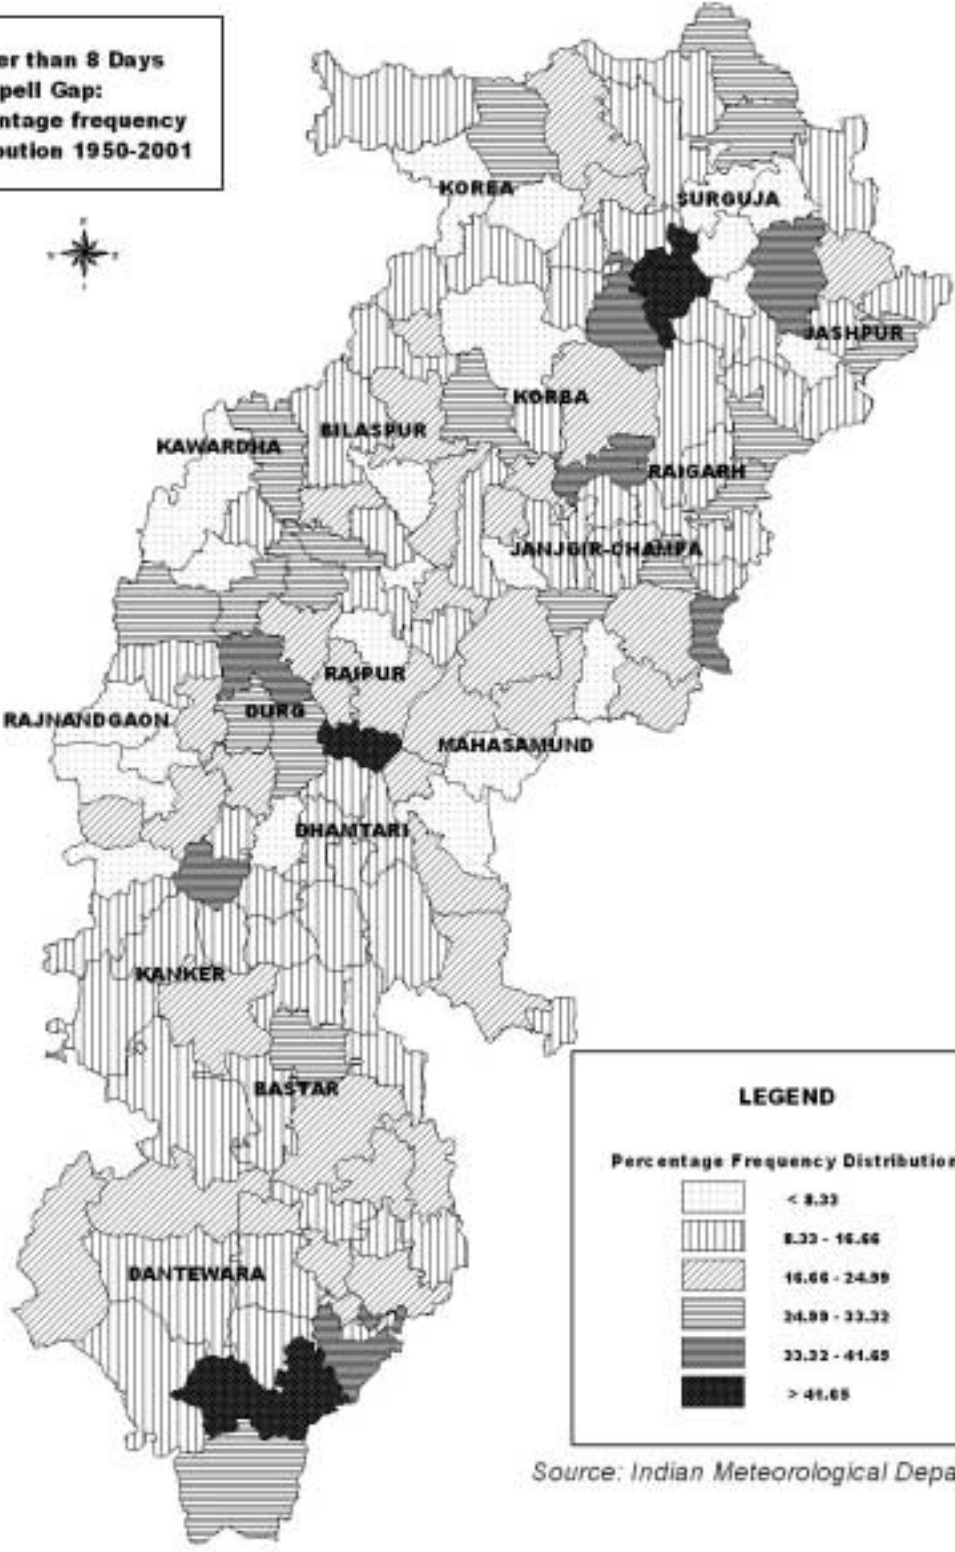 er than 8 Days
pell Gap:
ntage frequency
bution 1950-2001
KOREA
SURGUJA
JASHPUR
KORBA
BILASPUR
KAWARDHA
RAIGARH
JANJGIR-CHAMPA
RAIPUR
DURG
RAJNANDGAON
MAHASAMUND
DHAMTARI
KANKER
BASTAR
DANTEWARA
LEGEND
Percentage Frequency Distribution
< 8.33
8.33 - 16.66
16.66 - 24.99
24.99 - 33.32
33.32 - 41.65
> 41.65
Source: Indian Meteorological Depa